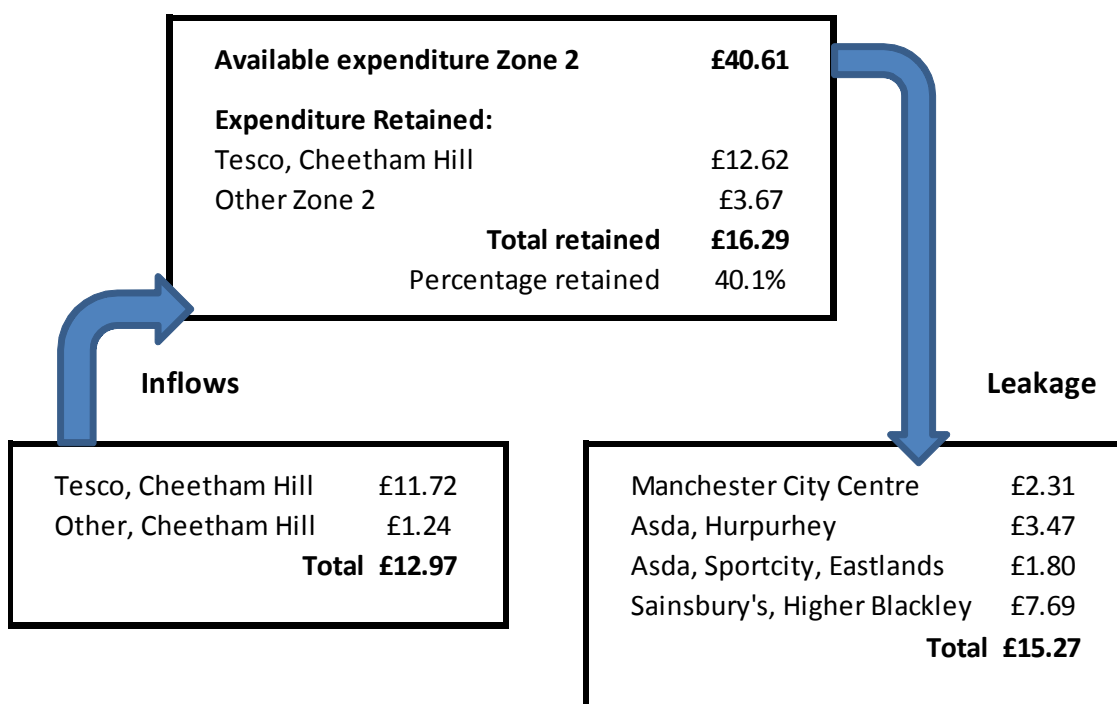 Available expenditure Zone 2 £40.61
Expenditure Retained:
Tesco, Cheetham Hill £12.62
Other Zone 2 £3.67
Total retained £16.29
Percentage retained 40.1%
Inflows
Leakage
Tesco, Cheetham Hill £11.72
Other, Cheetham Hill £1.24
Total £12.97
Manchester City Centre £2.31
Asda, Hurpurhey £3.47
Asda, Sportcity, Eastlands £1.80
Sainsbury's, Higher Blackley £7.69
Total £15.27